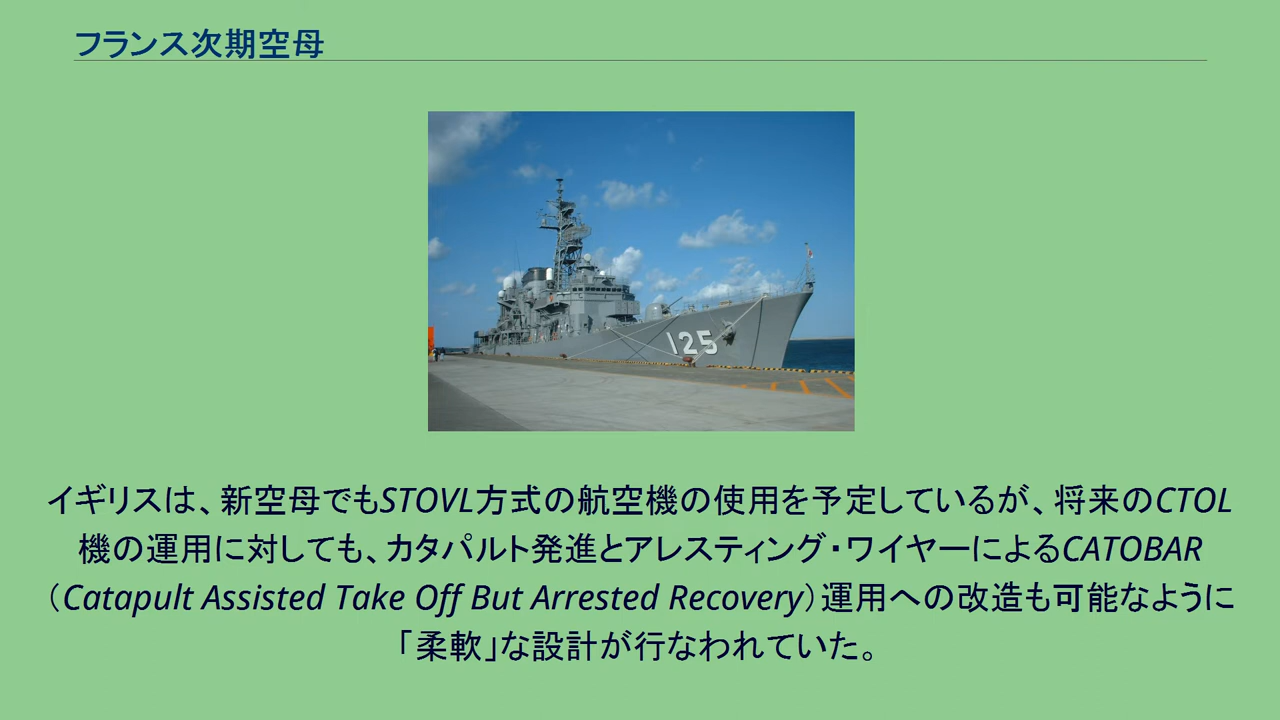 フランス次期空母
125
イギリスは、新空母でもSTOVL方式の航空機の使用を予定しているが、将来のCTOL
機の運用に対しても、カタパルト発進とアレスティング・ワイヤーによるCATOBAR
（Catapult Assisted Take Off But Arrested Recovery）運用への改造も可能なように
「柔軟」な設計が行なわれていた。